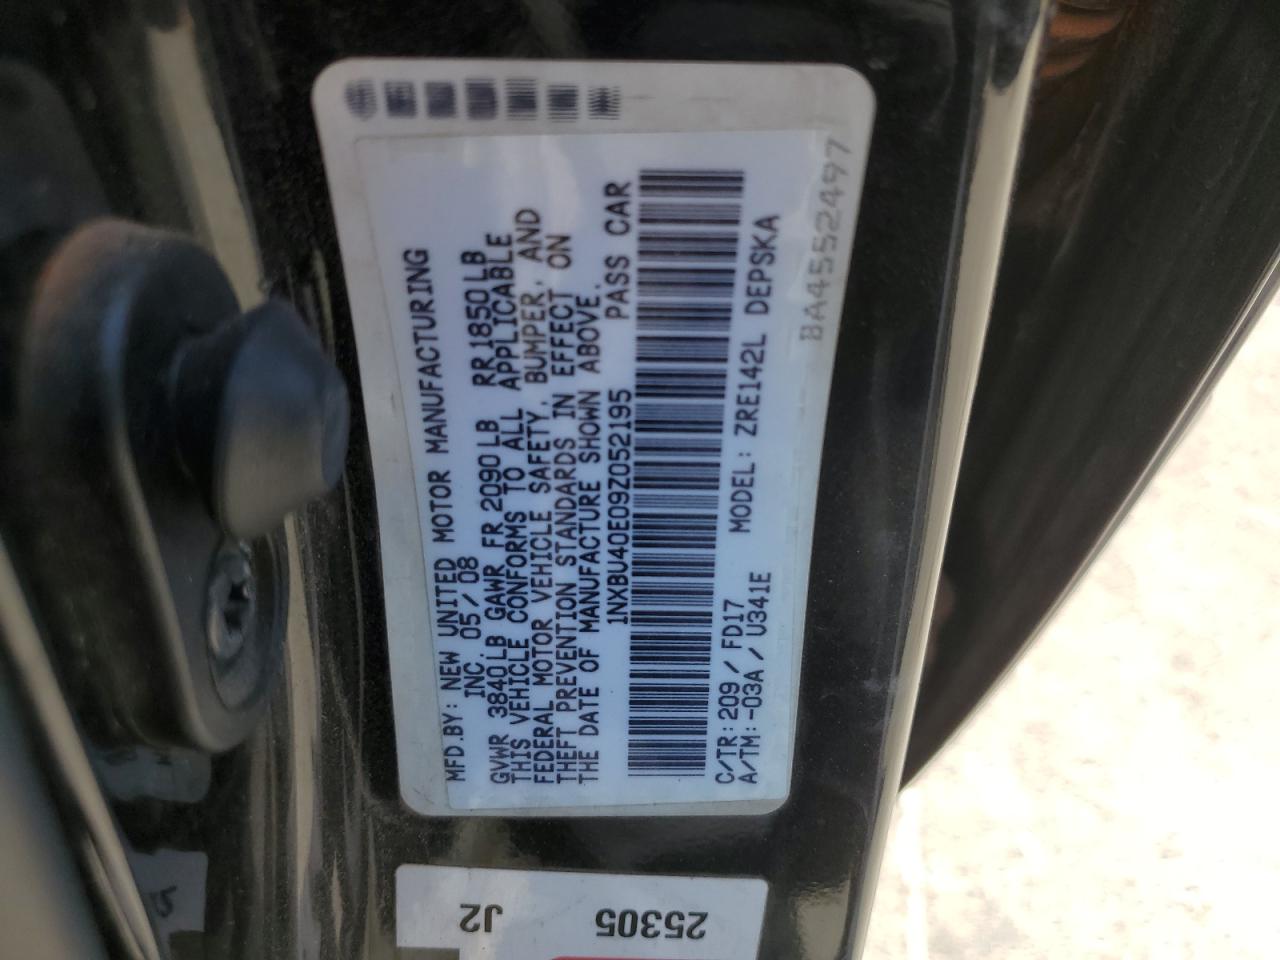 MFD.BY: NEW UNITED MOTOR MANUFACTURING
INC. 05/08
GVWR 3840LB GAWR FR 2090LB RR1850LB
THIS VEHICLE CONFORMS TO ALL APPLICABLE
FEDERAL MOTOR VEHICLE SAFETY, BUMPER, AND
THEFT PREVENTION STANDARDS IN EFFECT ON
THE DATE OF MANUFACTURE SHOWN ABOVE.
1NXBU40E09Z052195 PASS CAR
C/TR:209/FD17 MODEL: ZRE142L DEPSKA
A/TM:-03A/U341E
BA4552497
J2
25305